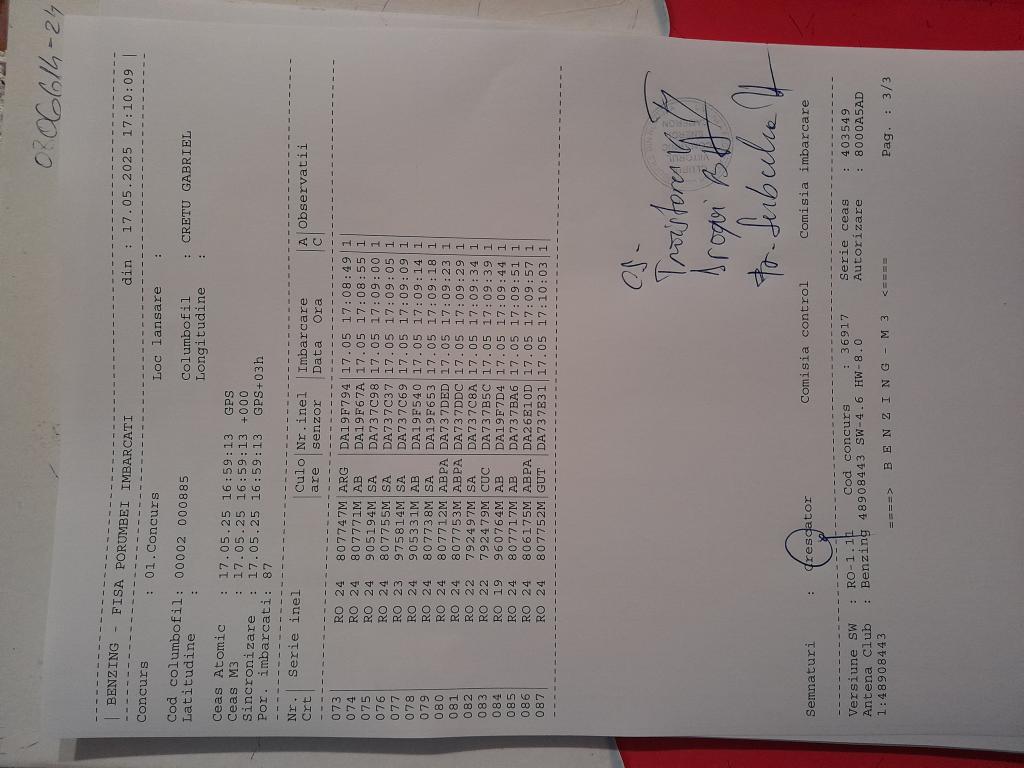 | BENZING - FISA PORUMBEI IMBARCATI din : 17.05.2025 17:10:09 |
Concurs : 01.Concurs Loc lansare :
Cod columbofil: 00002 000885 Columbofil : CRETU GABRIEL
Latitudine : Longitudine :
Ceas Atomic : 17.05.25 16:59:13 GPS
Ceas M3 : 17.05.25 16:59:13 +000
Sincronizare : 17.05.25 16:59:13 GPS+03h
Por. imbarcati: 87
Nr.| Serie inel |Culo|Nr.inel |Imbarcare |A|Observatii
Crt| |are |senzor |Data Ora |C|
073 RO 24 807747M|ARG |DA19F794|17.05 17:08:49|1|
074 RO 24 807771M|AB |DA19F67A|17.05 17:08:55|1|
075 RO 24 905194M|SA |DA737C98|17.05 17:09:00|1|
076 RO 24 807755M|SA |DA737C37|17.05 17:09:05|1|
077 RO 23 975814M|SA |DA737C69|17.05 17:09:09|1|
078 RO 24 905331M|AB |DA19F540|17.05 17:09:14|1|
079 RO 24 807738M|SA |DA19F653|17.05 17:09:18|1|
080 RO 24 807712M|ABPA|DA737DED|17.05 17:09:23|1|
081 RO 24 807753M|ABPA|DA737DDC|17.05 17:09:29|1|
082 RO 22 792497M|SA |DA737C8A|17.05 17:09:34|1|
083 RO 22 792479M|CUC |DA737B5C|17.05 17:09:39|1|
084 RO 19 960764M|AB |DA19F7D4|17.05 17:09:44|1|
085 RO 24 807717M|AB |DA737BA6|17.05 17:09:51|1|
086 RO 24 806175M|ABPA|DA26E10D|17.05 17:09:57|1|
087 RO 24 807752M|GUT |DA737E31|17.05 17:10:03|1|
Semnaturi : Crescator Comisia control Comisia imbarcare
Versiune SW : RO-1.11 Cod concurs : 36917 Serie ceas : 403549
Antena Club : Benzing 48908443 SW-4.6 HW-8.0 Autorizare : 8000A5AD
1:48908443
====> B E N Z I N G - M 3 <==== Pag. : 3/3